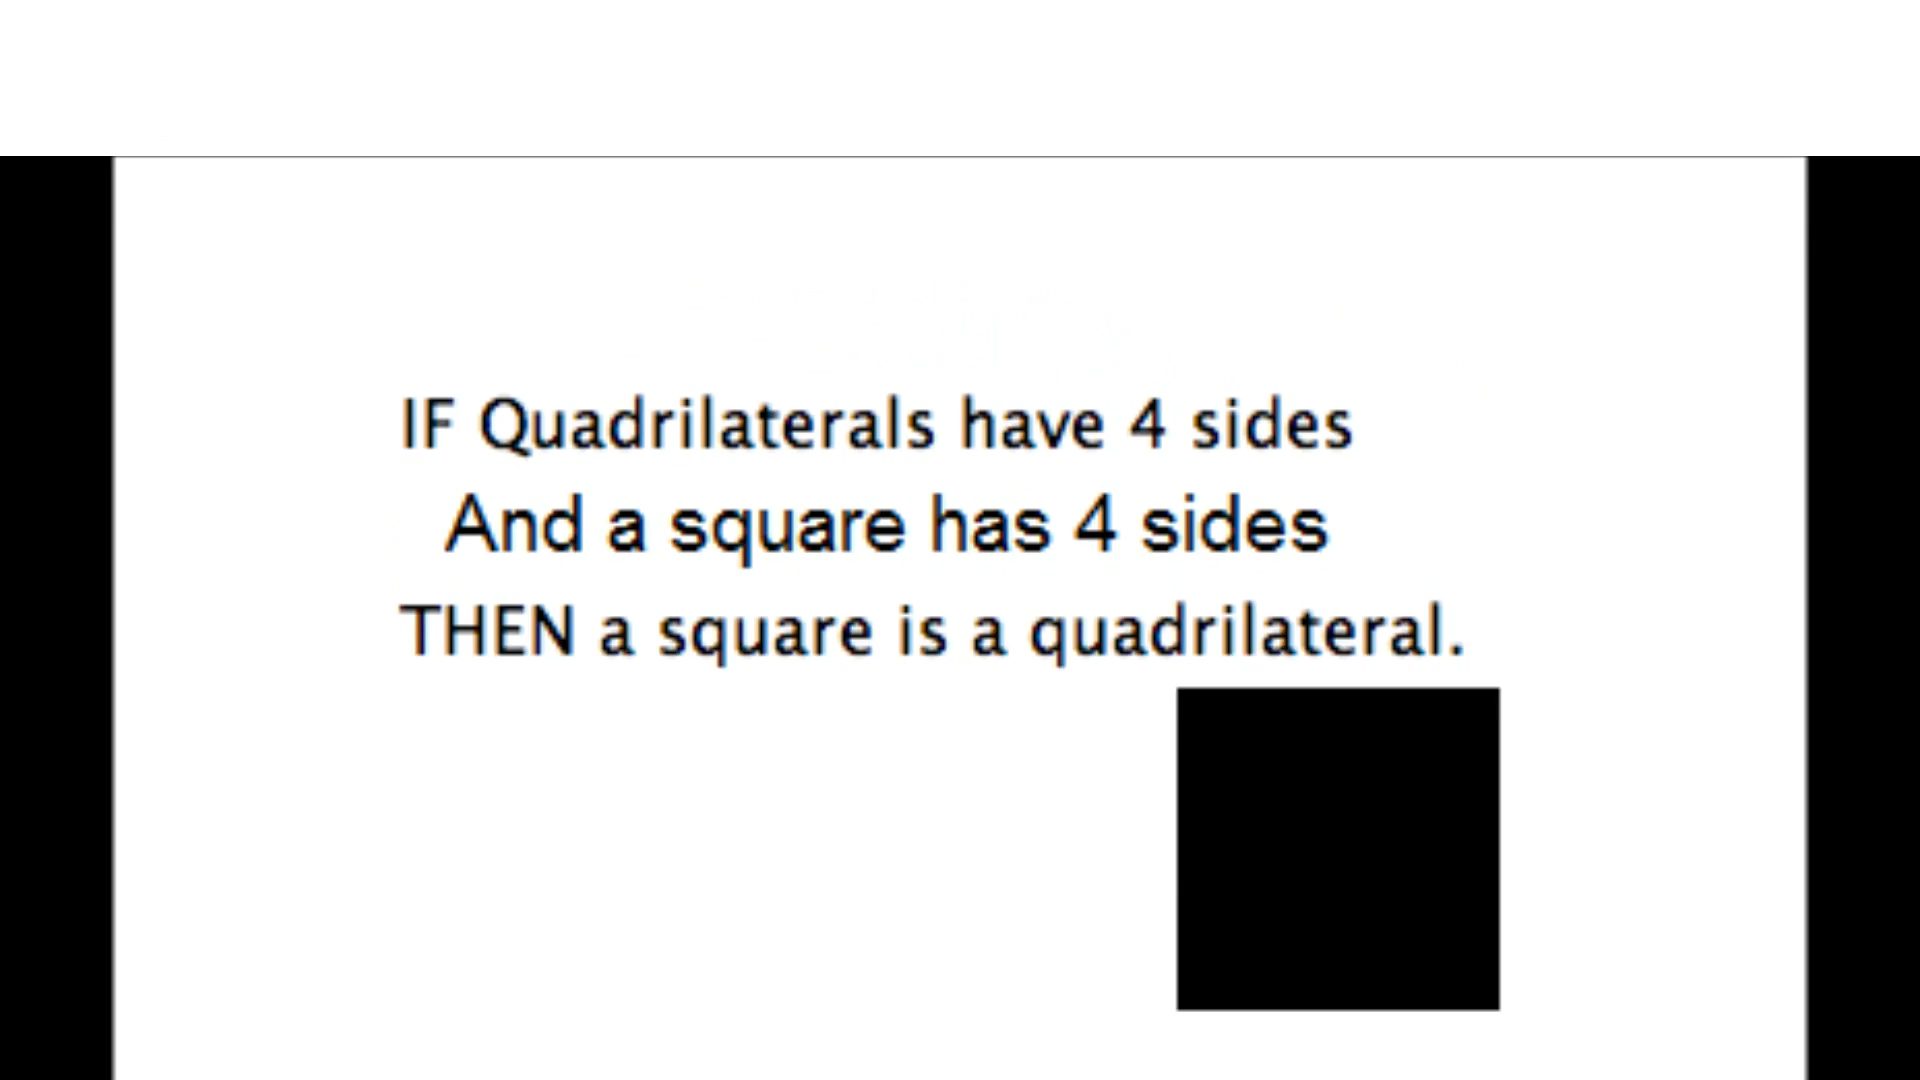 IF Quadrilaterals have 4 sides
And a square has 4 sides
THEN a square is a quadrilateral.